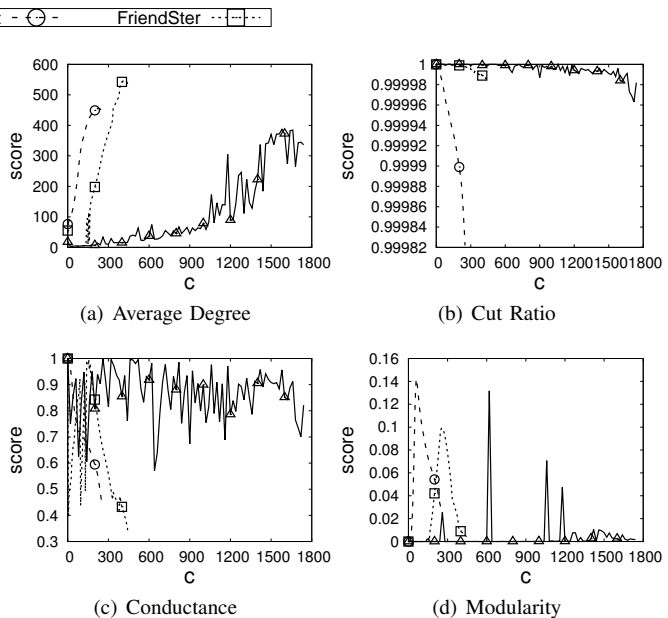 FriendSter
600
500
400
300
200
100
0
score
0 300 600 900 1200 1500 1800
c
(a) Average Degree
1
0.99998
0.99996
0.99994
0.99992
0.9999
0.99988
0.99986
0.99984
0.99982
score
0 300 600 900 1200 1500 1800
c
(b) Cut Ratio
1
0.9
0.8
0.7
0.6
0.5
0.4
0.3
score
0 300 600 900 1200 1500 1800
c
(c) Conductance
0.16
0.14
0.12
0.1
0.08
0.06
0.04
0.02
0
score
0 300 600 900 1200 1500 1800
c
(d) Modularity